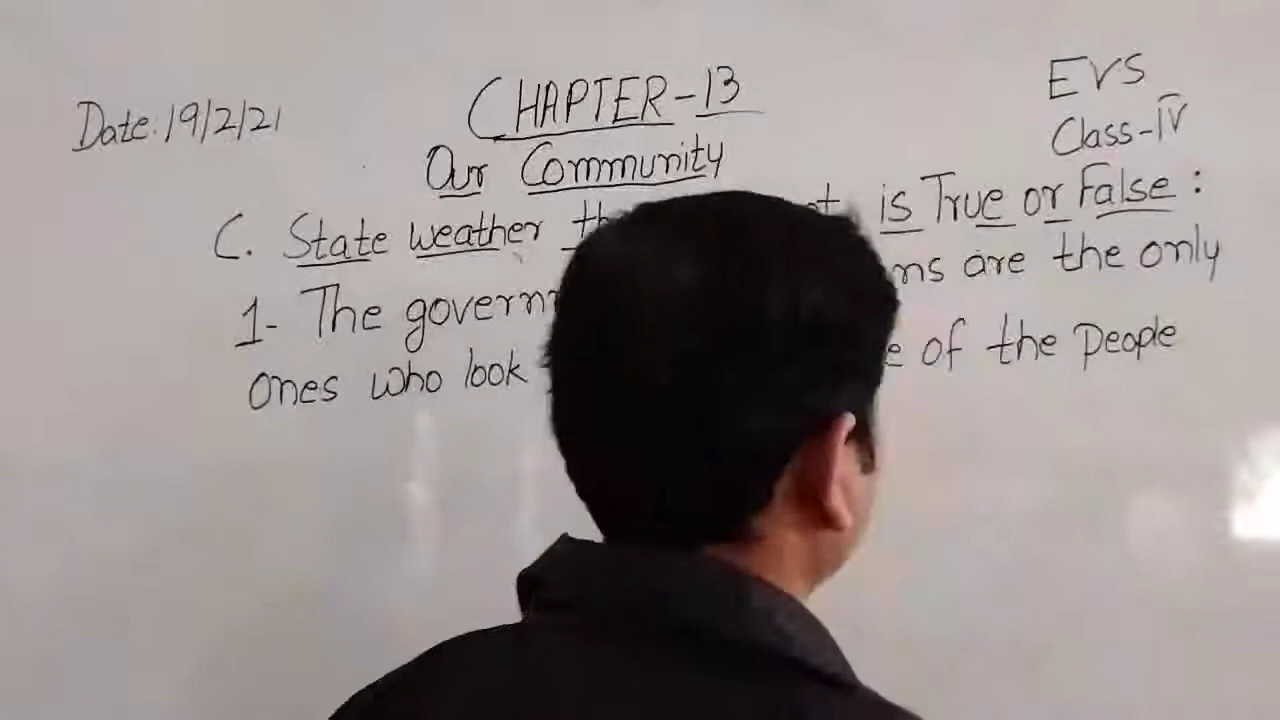 Date: 19/2/21
CHAPTER-13
EVS
Class-IV
Our Community
C. State weather is True or False :
1- The are the only
ones who look of the people